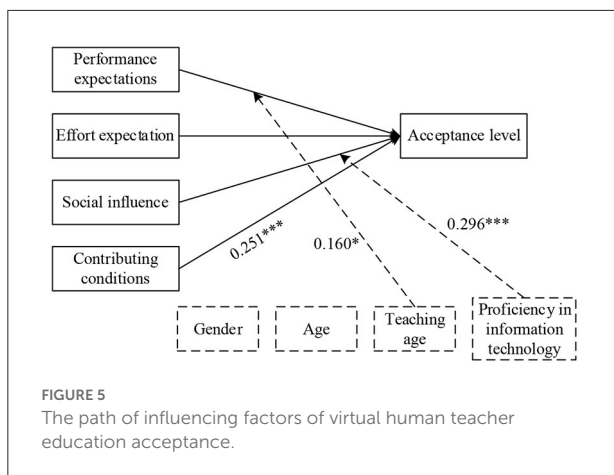 Performance
expectations
Effort expectation
Acceptance level
Social influence
Contributing
conditions
0.251***
0.160*
0.296***
Gender
Age
Teaching
age
Proficiency in
information
technology
FIGURE 5
The path of influencing factors of virtual human teacher
education acceptance.